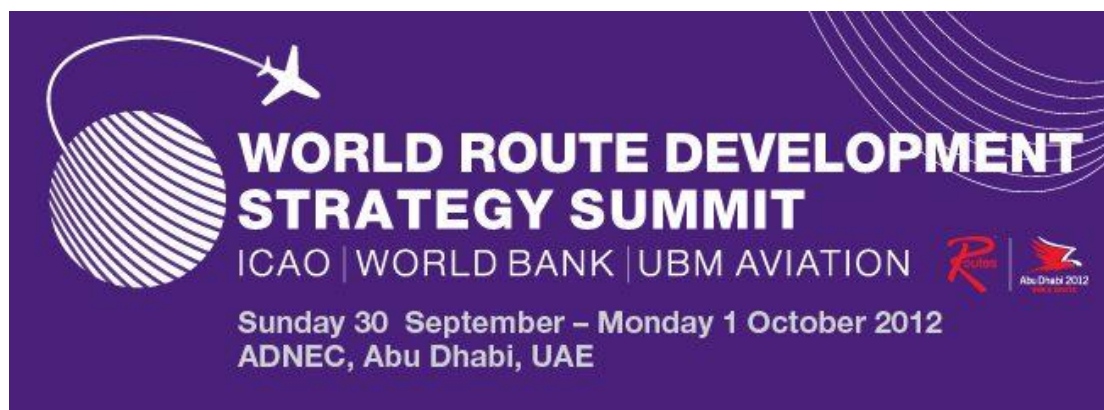 WORLD ROUTE DEVELOPMENT
STRATEGY SUMMIT
ICAO | WORLD BANK | UBM AVIATION
Routes
Abu Dhabi 2012
Sunday 30 September – Monday 1 October 2012
ADNEC, Abu Dhabi, UAE